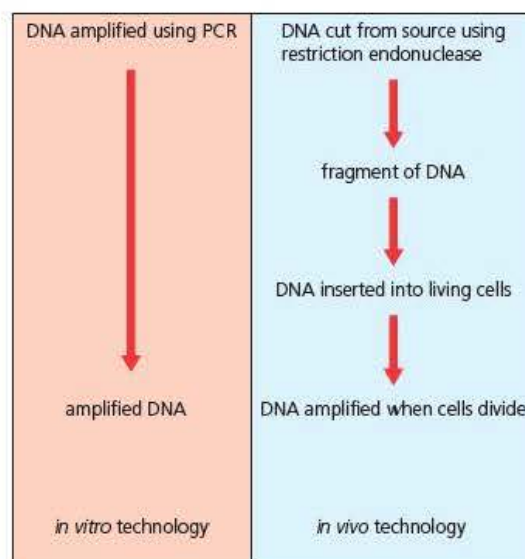 DNA amplified using PCR
amplified DNA
in vitro technology
DNA cut from source using
restriction endonuclease
fragment of DNA
DNA inserted into living cells
DNA amplified when cells divide
in vivo technology